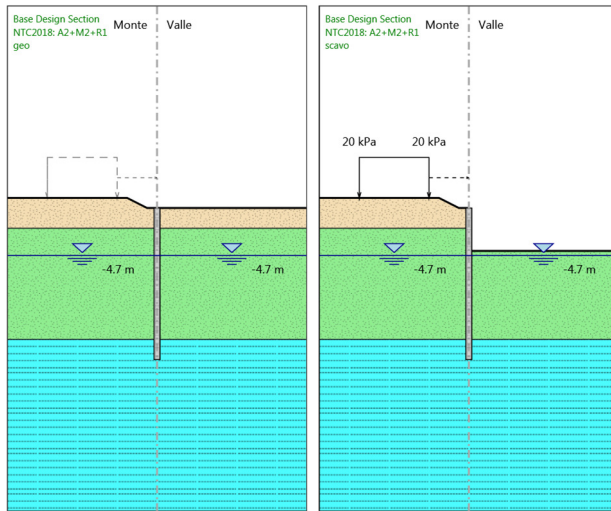 Base Design Section
NTC2018: A2+M2+R1
geo
Monte
Valle
-4.7 m
-4.7 m
Base Design Section
NTC2018: A2+M2+R1
scavo
Monte
Valle
20 kPa
20 kPa
-4.7 m
-4.7 m